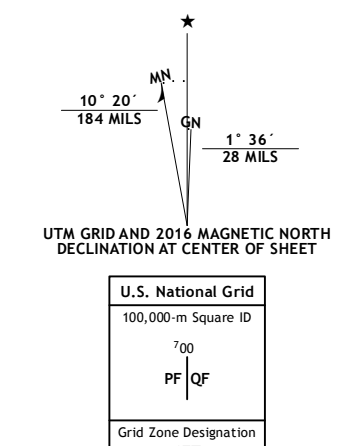 ★
MN
10° 20´
184 MILS
GN
1° 36´
28 MILS
UTM GRID AND 2016 MAGNETIC NORTH
DECLINATION AT CENTER OF SHEET
U.S. National Grid
100,000-m Square ID
⁷00
PF QF
Grid Zone Designation